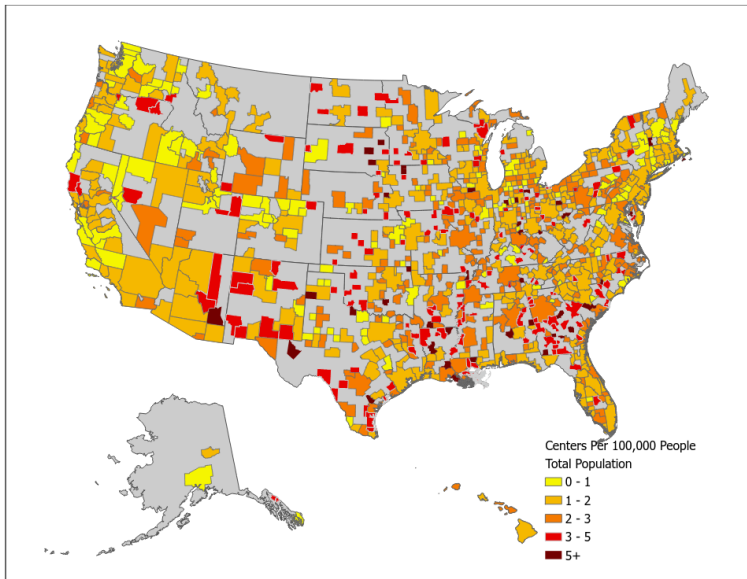 Centers Per 100,000 People
Total Population
0 - 1
1 - 2
2 - 3
3 - 5
5+